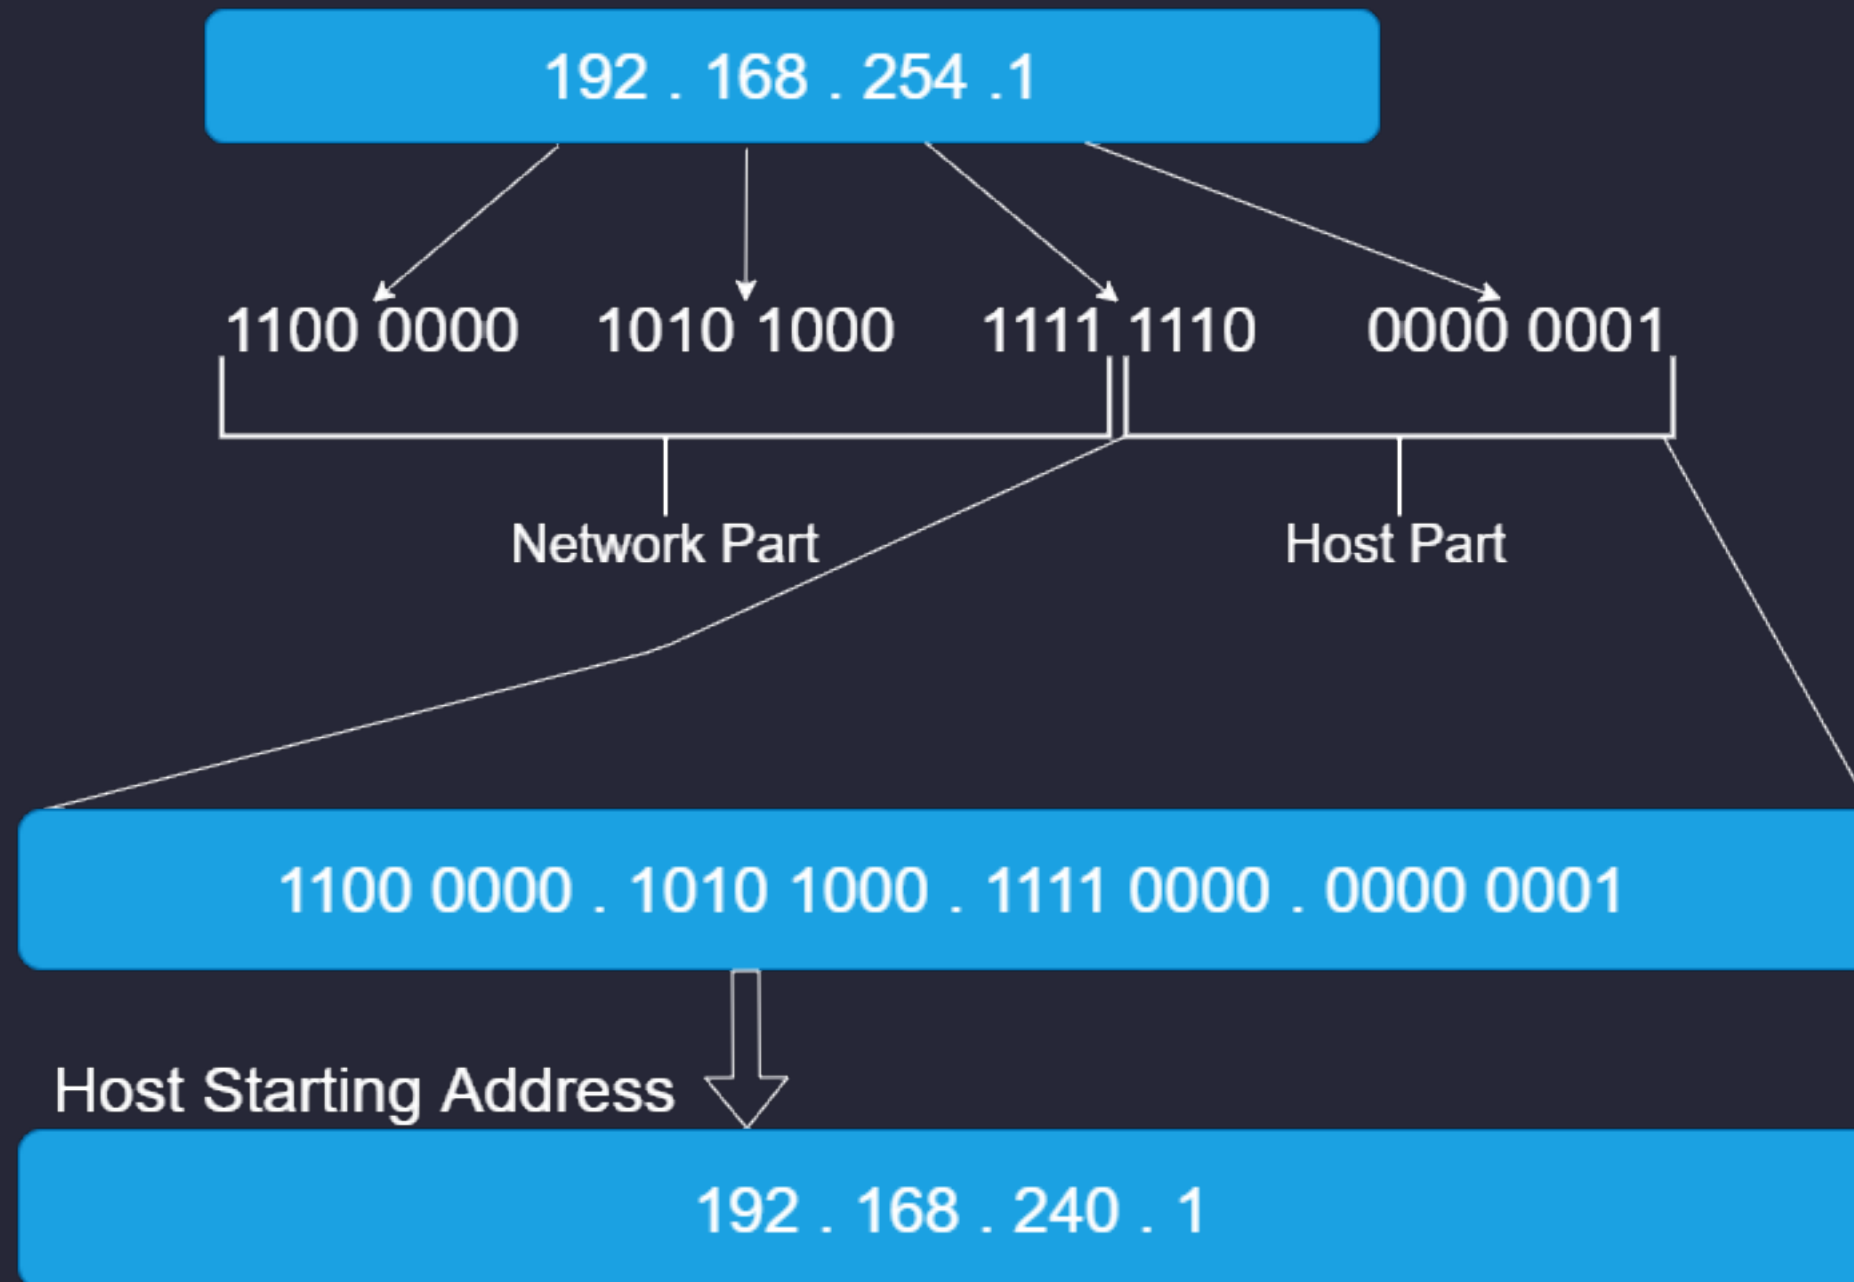 192 . 168 . 254 .1
1100 0000 1010 1000 1111 1110 0000 0001
Network Part Host Part
1100 0000 . 1010 1000 . 1111 0000 . 0000 0001
Host Starting Address
192 . 168 . 240 . 1